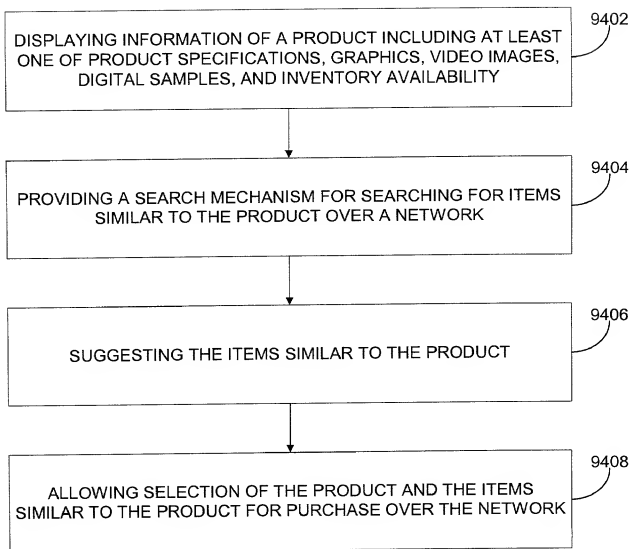 9402
DISPLAYING INFORMATION OF A PRODUCT INCLUDING AT LEAST
ONE OF PRODUCT SPECIFICATIONS, GRAPHICS, VIDEO IMAGES,
DIGITAL SAMPLES, AND INVENTORY AVAILABILITY
9404
PROVIDING A SEARCH MECHANISM FOR SEARCHING FOR ITEMS
SIMILAR TO THE PRODUCT OVER A NETWORK
9406
SUGGESTING THE ITEMS SIMILAR TO THE PRODUCT
9408
ALLOWING SELECTION OF THE PRODUCT AND THE ITEMS
SIMILAR TO THE PRODUCT FOR PURCHASE OVER THE NETWORK